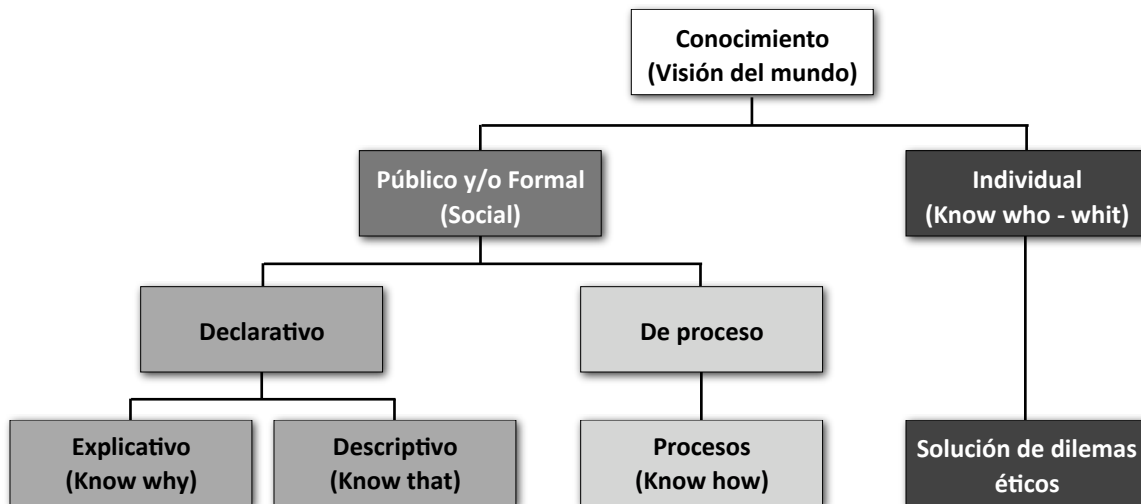 Conocimiento
(Visión del mundo)
Público y/o Formal
(Social)
Individual
(Know who - whit)
Declarativo
De proceso
Explicativo
(Know why)
Descriptivo
(Know that)
Procesos
(Know how)
Solución de dilemas
éticos